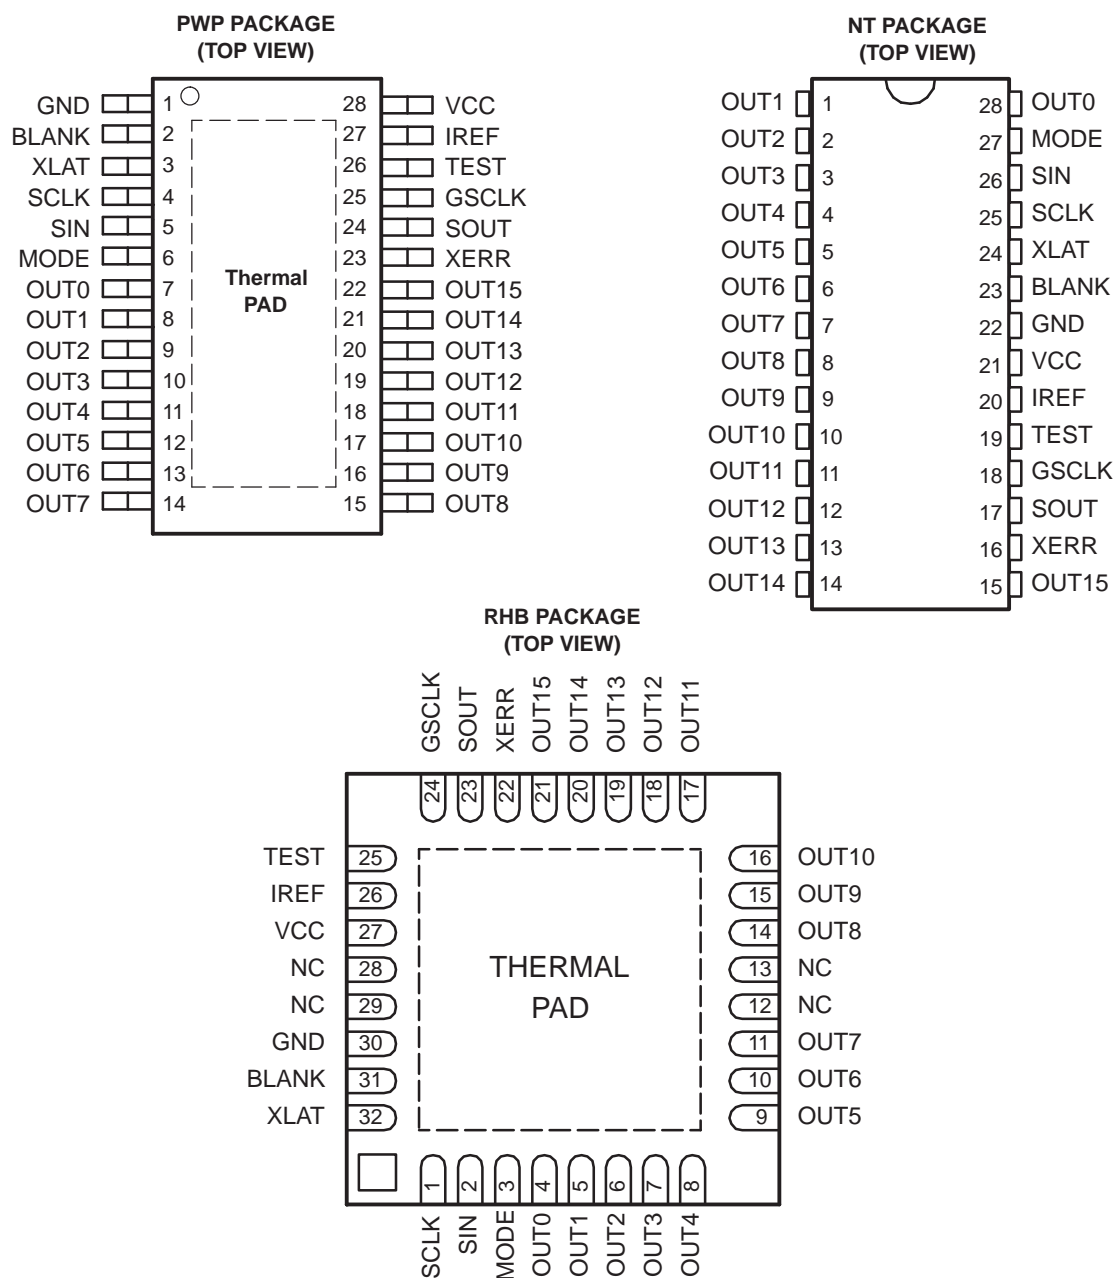 PWP PACKAGE
(TOP VIEW)
GND 1 28 VCC
BLANK 2 27 IREF
XLAT 3 26 TEST
SCLK 4 25 GSCLK
SIN 5 24 SOUT
MODE 6 23 XERR
OUT0 7 22 OUT15
OUT1 8 21 OUT14
OUT2 9 20 OUT13
OUT3 10 19 OUT12
OUT4 11 18 OUT11
OUT5 12 17 OUT10
OUT6 13 16 OUT9
OUT7 14 15 OUT8
Thermal
PAD
NT PACKAGE
(TOP VIEW)
OUT1 1 28 OUT0
OUT2 2 27 MODE
OUT3 3 26 SIN
OUT4 4 25 SCLK
OUT5 5 24 XLAT
OUT6 6 23 BLANK
OUT7 7 22 GND
OUT8 8 21 VCC
OUT9 9 20 IREF
OUT10 10 19 TEST
OUT11 11 18 GSCLK
OUT12 12 17 SOUT
OUT13 13 16 XERR
OUT14 14 15 OUT15
RHB PACKAGE
(TOP VIEW)
GSCLK SOUT XERR OUT15 OUT14 OUT13 OUT12 OUT11
24 23 22 21 20 19 18 17
TEST 25 16 OUT10
IREF 26 15 OUT9
VCC 27 14 OUT8
NC 28 13 NC
NC 29 12 NC
GND 30 11 OUT7
BLANK 31 10 OUT6
XLAT 32 9 OUT5
THERMAL
PAD
1 2 3 4 5 6 7 8
SCLK SIN MODE OUT0 OUT1 OUT2 OUT3 OUT4